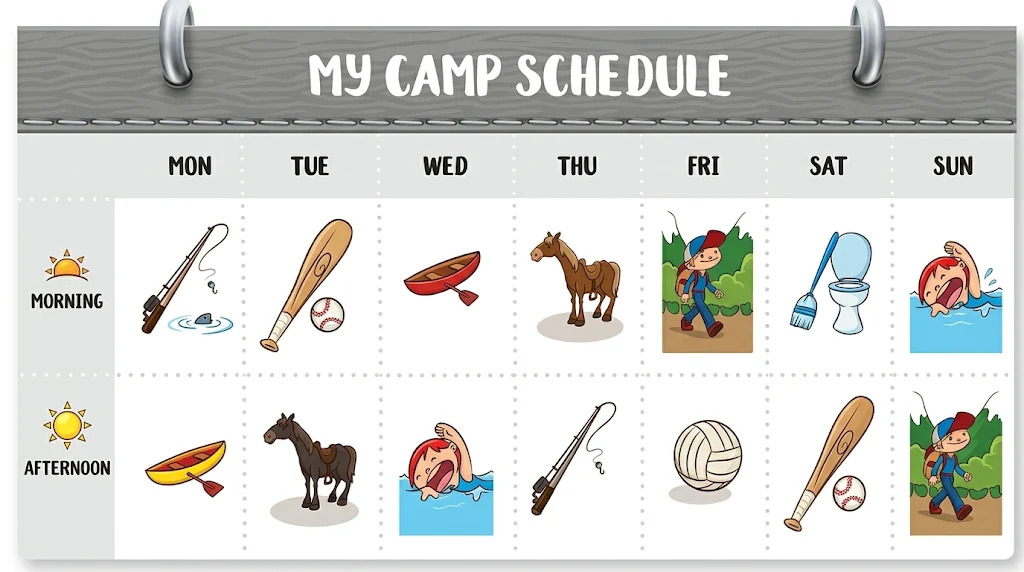 MY CAMP SCHEDULE
MON TUE WED THU FRI SAT SUN
MORNING
AFTERNOON